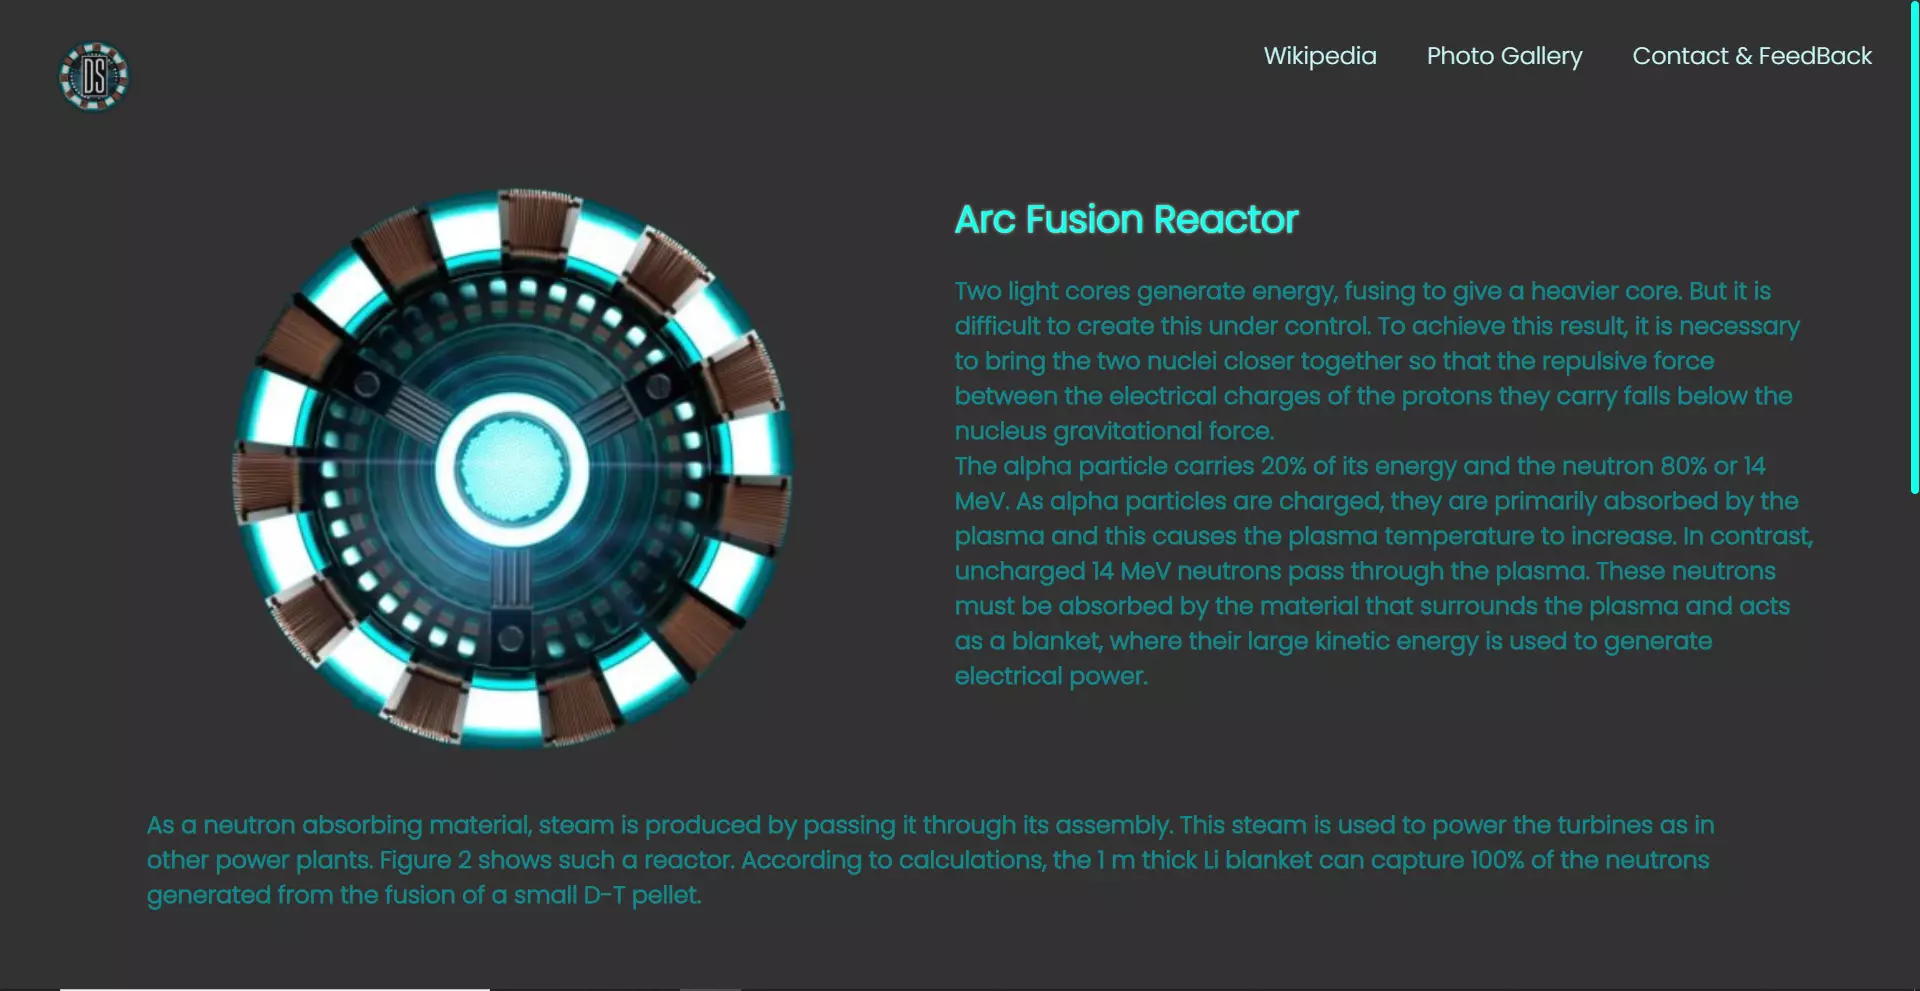 DS
Wikipedia
Photo Gallery
Contact & FeedBack
Arc Fusion Reactor
Two light cores generate energy, fusing to give a heavier core. But it is
difficult to create this under control. To achieve this result, it is necessary
to bring the two nuclei closer together so that the repulsive force
between the electrical charges of the protons they carry falls below the
nucleus gravitational force.
The alpha particle carries 20% of its energy and the neutron 80% or 14
MeV. As alpha particles are charged, they are primarily absorbed by the
plasma and this causes the plasma temperature to increase. In contrast,
uncharged 14 MeV neutrons pass through the plasma. These neutrons
must be absorbed by the material that surrounds the plasma and acts
as a blanket, where their large kinetic energy is used to generate
electrical power.
As a neutron absorbing material, steam is produced by passing it through its assembly. This steam is used to power the turbines as in
other power plants. Figure 2 shows such a reactor. According to calculations, the 1 m thick Li blanket can capture 100% of the neutrons
generated from the fusion of a small D-T pellet.